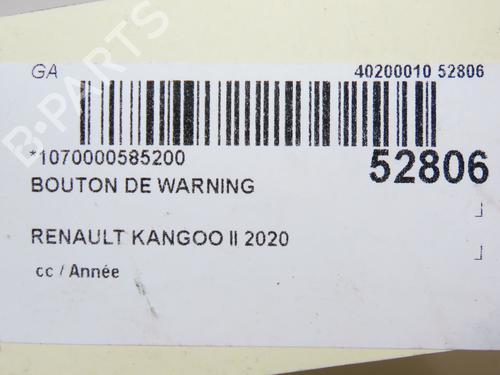 B-PARTS
GA 40200010 52806
*1070000585200
52806
BOUTON DE WARNING
RENAULT KANGOO II 2020
cc / Année